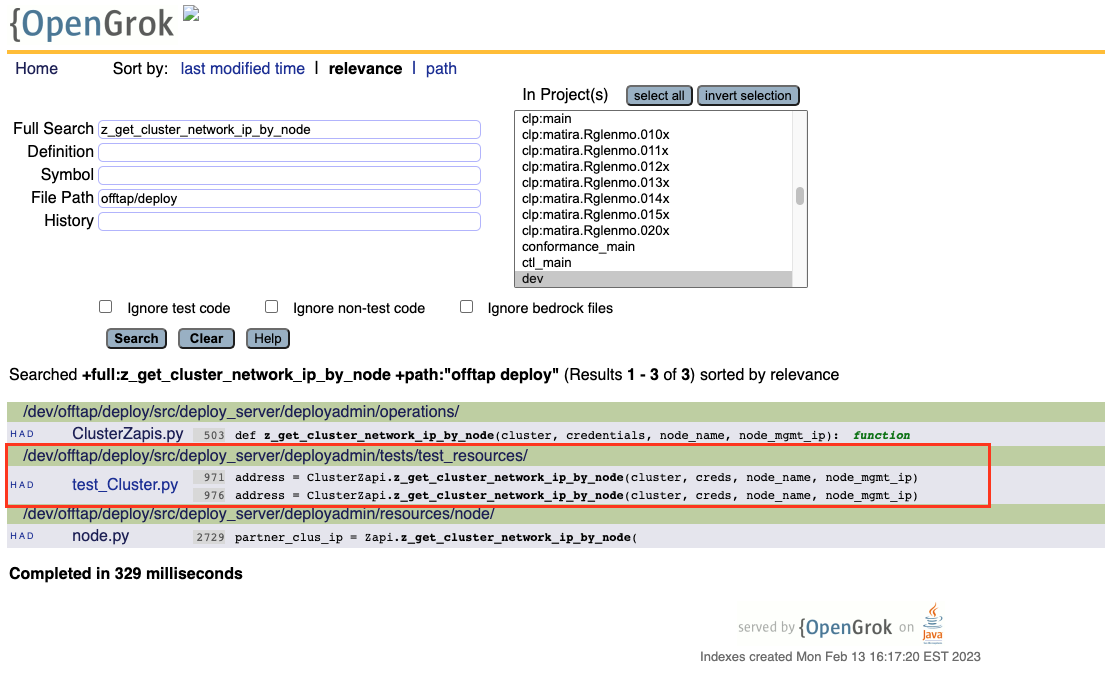 {OpenGrok
Home Sort by: last modified time | relevance | path
In Project(s) select all invert selection
Full Search z_get_cluster_network_ip_by_node
Definition
Symbol
File Path offtap/deploy
History
clp:main
clp:matira.Rglenmo.010x
clp:matira.Rglenmo.011x
clp:matira.Rglenmo.012x
clp:matira.Rglenmo.013x
clp:matira.Rglenmo.014x
clp:matira.Rglenmo.015x
clp:matira.Rglenmo.020x
conformance_main
ctl_main
dev
Ignore test code Ignore non-test code Ignore bedrock files
Search Clear Help
Searched +full:z_get_cluster_network_ip_by_node +path:"offtap deploy" (Results 1 - 3 of 3) sorted by relevance
/dev/offtap/deploy/src/deploy_server/deployadmin/operations/
H A D ClusterZapis.py 503 def z_get_cluster_network_ip_by_node(cluster, credentials, node_name, node_mgmt_ip): function
/dev/offtap/deploy/src/deploy_server/deployadmin/tests/test_resources/
H A D test_Cluster.py 971 address = ClusterZapi.z_get_cluster_network_ip_by_node(cluster, creds, node_name, node_mgmt_ip)
976 address = ClusterZapi.z_get_cluster_network_ip_by_node(cluster, creds, node_name, node_mgmt_ip)
/dev/offtap/deploy/src/deploy_server/deployadmin/resources/node/
H A D node.py 2729 partner_clus_ip = Zapi.z_get_cluster_network_ip_by_node(
Completed in 329 milliseconds
served by {OpenGrok on Java
Indexes created Mon Feb 13 16:17:20 EST 2023